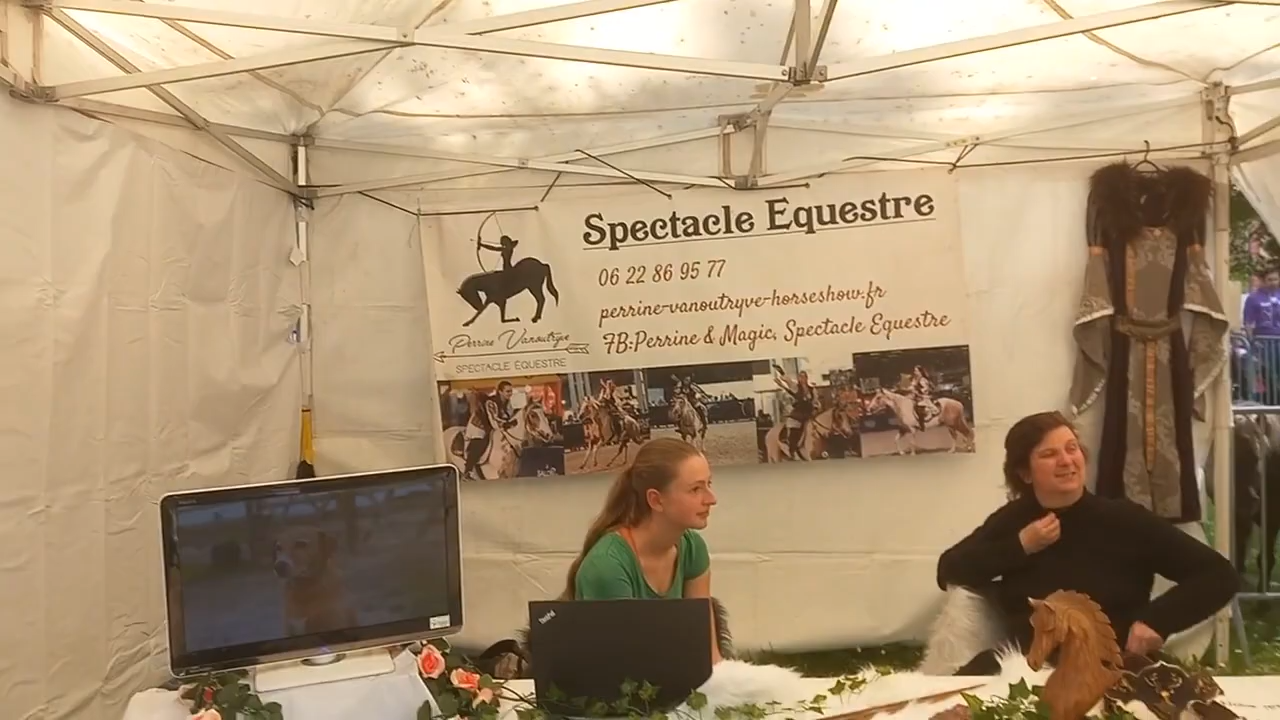 Spectacle Equestre
06 22 86 95 77
perrine-vanoutryve-horseshow.fr
FB:Perrine & Magic, Spectacle Equestre
Perrine Vanoutryve
SPECTACLE ÉQUESTRE
ThinkPad